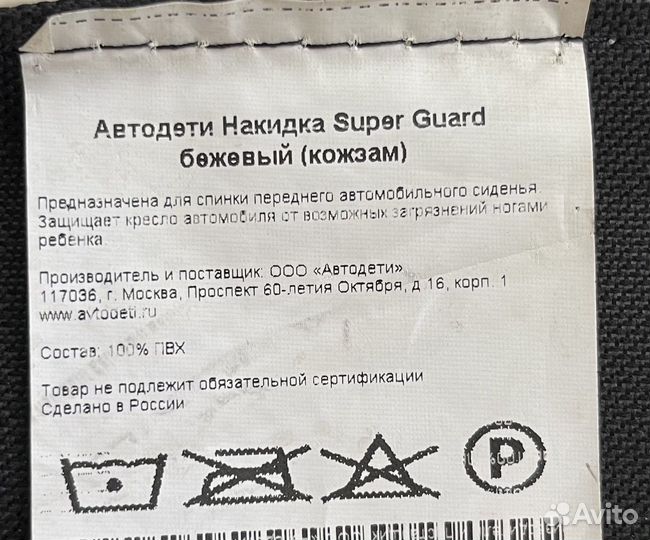 Автодети Накидка Super Guard
бежевый (кожзам)
Предназначена для спинки переднего автомобильного сиденья.
Защищает кресло автомобиля от возможных загрязнений ногами
ребенка
Производитель и поставщик: ООО «Автодети»
117036, г. Москва, Проспект 60-летия Октября, д 16, корп. 1
www.avtodeti.ru
Состав: 100% ПВХ
Товар не подлежит обязательной сертификации
Сделано в России
P
Avito